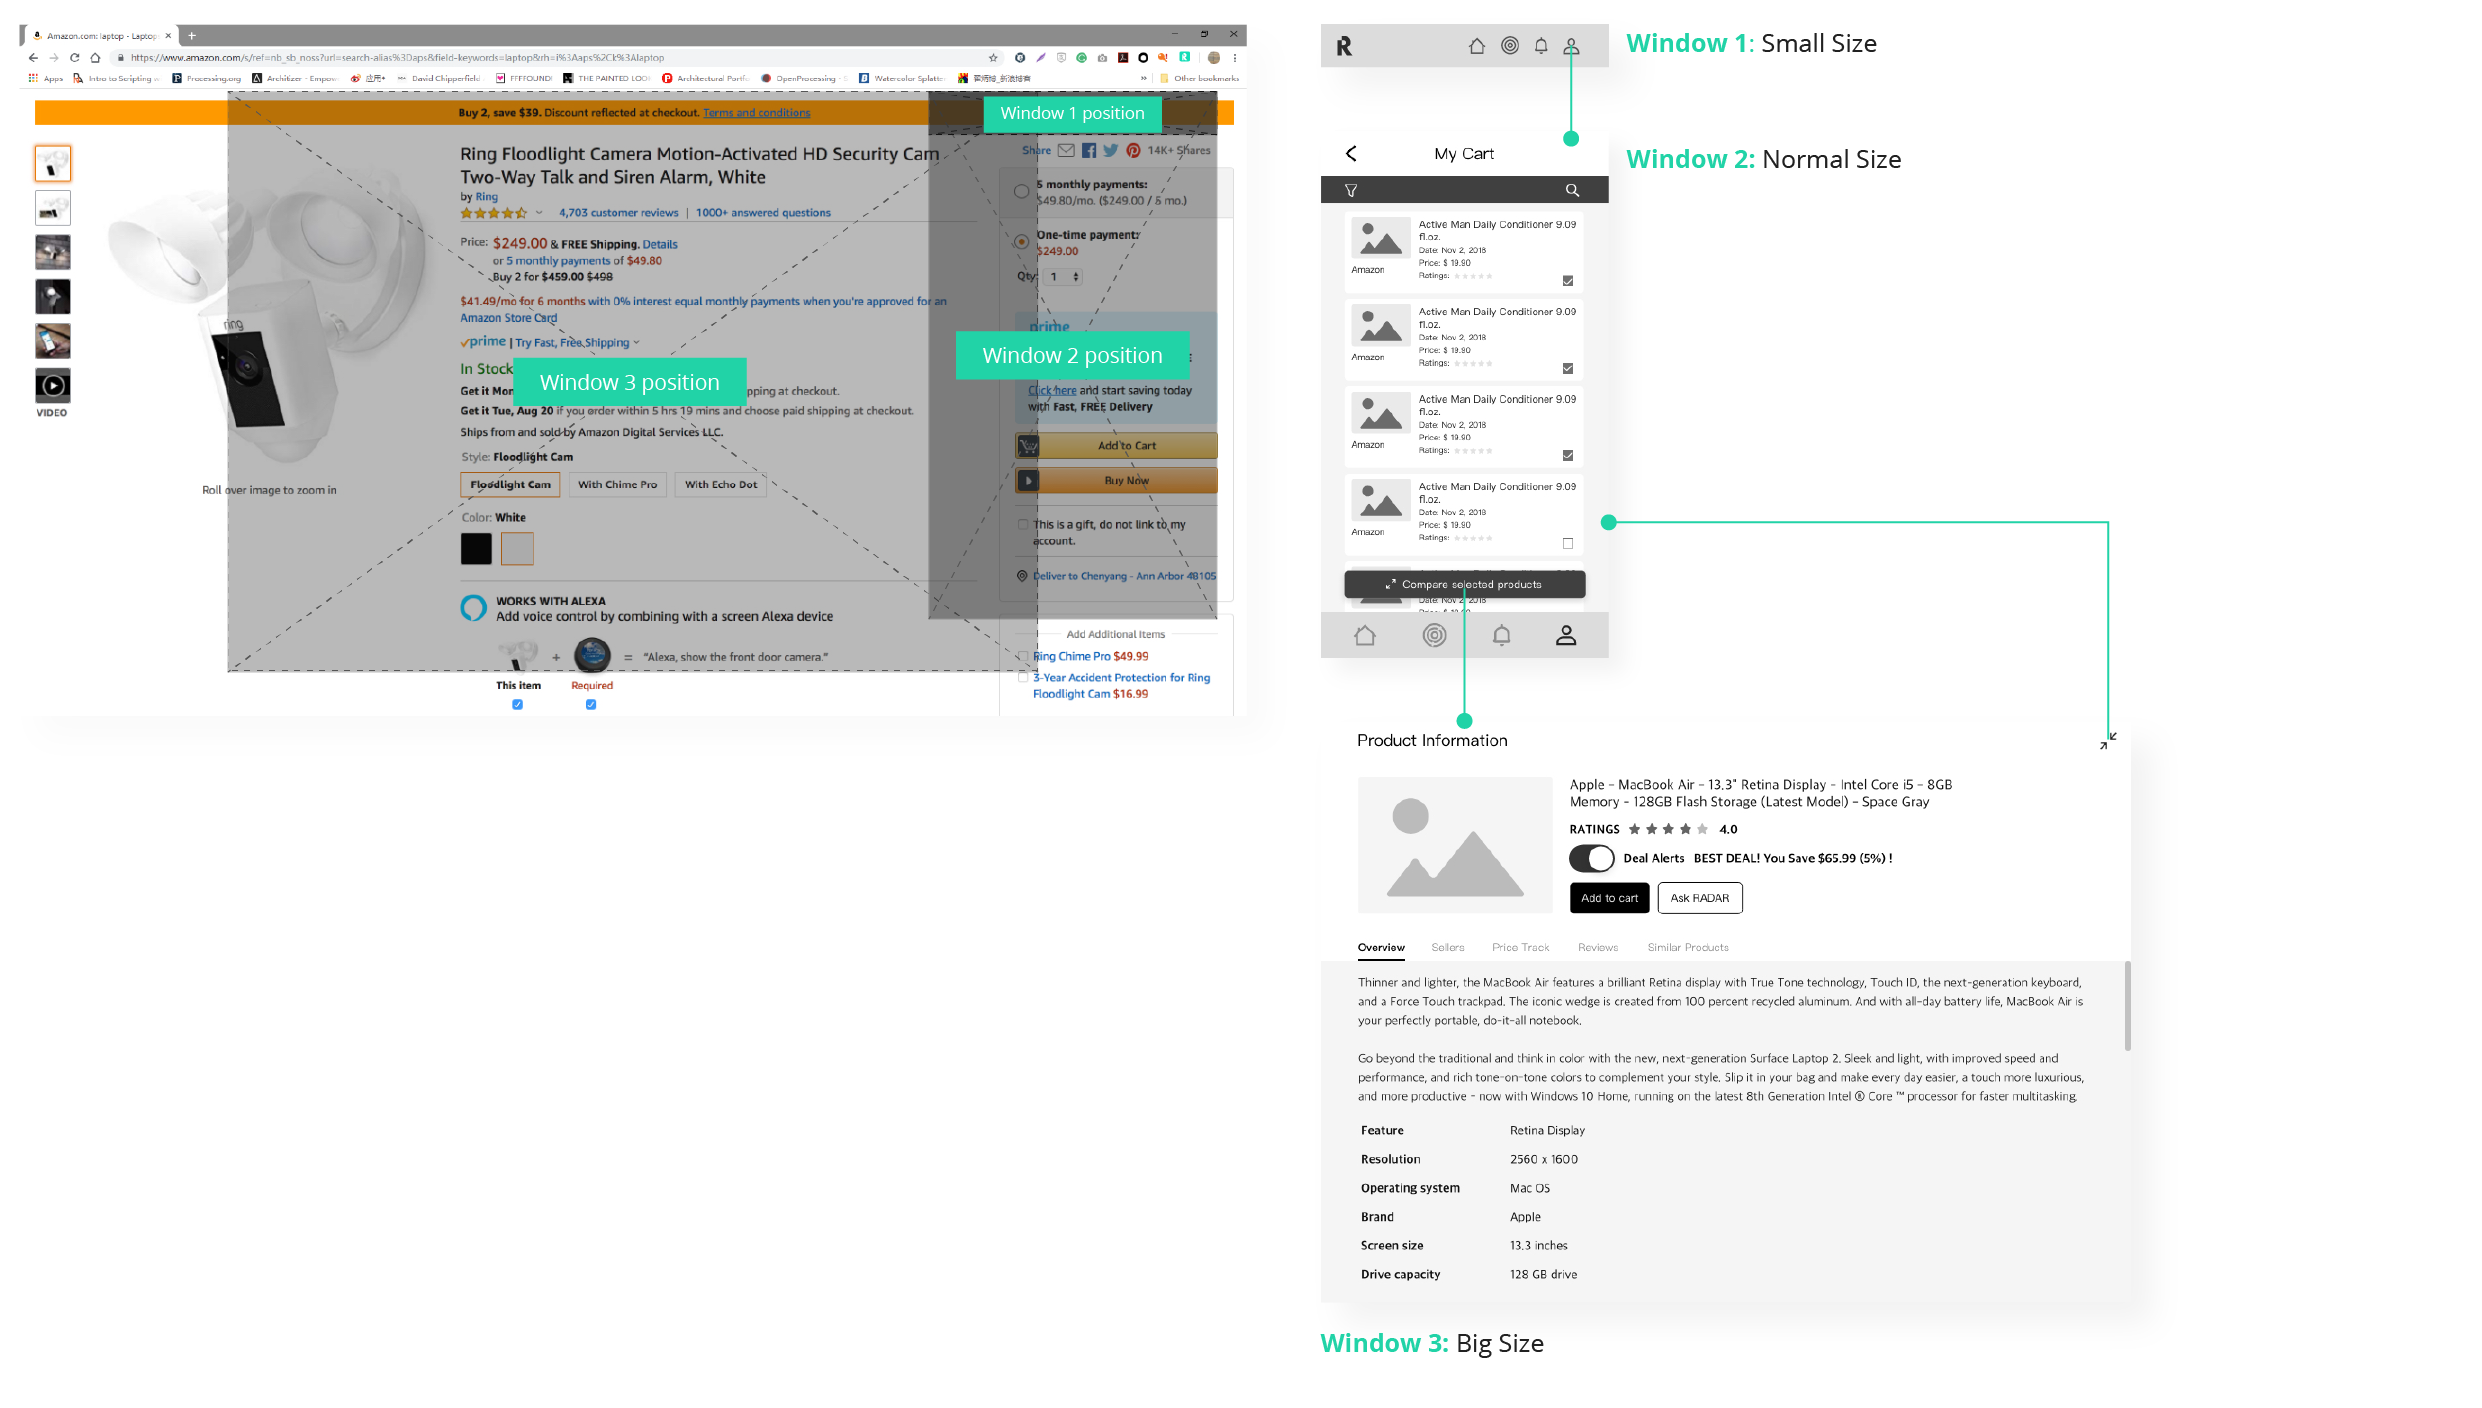 Amazon.com: laptop - Laptop
https://www.amazon.com/s/ref=nb_sb_noss?url=search-alias%3Daps&field-keywords=laptop&rh=i%3Aaps%2Ck%3Alaptop
Apps
Intro to Scripting
Processing.org
Architizer - Empow
应用+
David Chipperfield
FFFFOUND!
THE PAINTED LOO
Architectural Portfo
OpenProcessing - S
Watercolor Splatte
Other bookmarks
Buy 2, save $39. Discount reflected at checkout. Terms and conditions
Window 1 position
Ring Floodlight Camera Motion-Activated HD Security Cam
Two-Way Talk and Siren Alarm, White
by Ring
4,703 customer reviews | 1000+ answered questions
Price: $249.00 & FREE Shipping. Details
or 5 monthly payments of $49.80
Buy 2 for $459.00 $498
$41.49/mo for 6 months with 0% interest equal monthly payments when you're approved for an
Amazon Store Card
prime | Try Fast, Free Shipping
In Stock
Window 3 position
Get it Mon
pping at checkout.
Get it Tue, Aug 20 if you order within 5 hrs 19 mins and choose paid shipping at checkout.
Ships from and sold by Amazon Digital Services LLC.
Style: Floodlight Cam
Floodlight Cam
With Chime Pro
With Echo Dot
Color: White
WORKS WITH ALEXA
Add voice control by combining with a screen Alexa device
+
= "Alexa, show the front door camera."
This item
Required
ring
VIDEO
Roll over image to zoom in
Share
14K+ Shares
5 monthly payments:
$49.80/mo. ($249.00 / 5 mo.)
One-time payment:
$249.00
Qty: 1
prime
Window 2 position
Click here and start saving today
with Fast, FREE Delivery
Add to Cart
Buy Now
This is a gift, do not link to my
account.
Deliver to Chenyang - Ann Arbor 48105
Add Additional Items
Ring Chime Pro $49.99
3-Year Accident Protection for Ring
Floodlight Cam $16.99
R
Window 1: Small Size
My Cart
Window 2: Normal Size
Active Man Daily Conditioner 9.09
fl.oz.
Date: Nov 2, 2018
Price: $ 19.90
Ratings:
Amazon
Active Man Daily Conditioner 9.09
fl.oz.
Date: Nov 2, 2018
Price: $ 19.90
Ratings:
Amazon
Active Man Daily Conditioner 9.09
fl.oz.
Date: Nov 2, 2018
Price: $ 19.90
Ratings:
Amazon
Active Man Daily Conditioner 9.09
fl.oz.
Date: Nov 2, 2018
Price: $ 19.90
Ratings:
Amazon
Compare selected products
Date: Nov 2, 2018
Product Information
Apple - MacBook Air - 13.3" Retina Display - Intel Core i5 - 8GB
Memory - 128GB Flash Storage (Latest Model) - Space Gray
RATINGS 4.0
Deal Alerts BEST DEAL! You Save $65.99 (5%) !
Add to cart
Ask RADAR
Overview
Sellers
Price Track
Reviews
Similar Products
Thinner and lighter, the MacBook Air features a brilliant Retina display with True Tone technology, Touch ID, the next-generation keyboard,
and a Force Touch trackpad. The iconic wedge is created from 100 percent recycled aluminum. And with all-day battery life, MacBook Air is
your perfectly portable, do-it-all notebook.
Go beyond the traditional and think in color with the new, next-generation Surface Laptop 2. Sleek and light, with improved speed and
performance, and rich tone-on-tone colors to complement your style. Slip it in your bag and make every day easier, a touch more luxurious,
and more productive - now with Windows 10 Home, running on the latest 8th Generation Intel ® Core ™ processor for faster multitasking.
Feature Retina Display
Resolution 2560 x 1600
Operating system Mac OS
Brand Apple
Screen size 13.3 inches
Drive capacity 128 GB drive
Window 3: Big Size